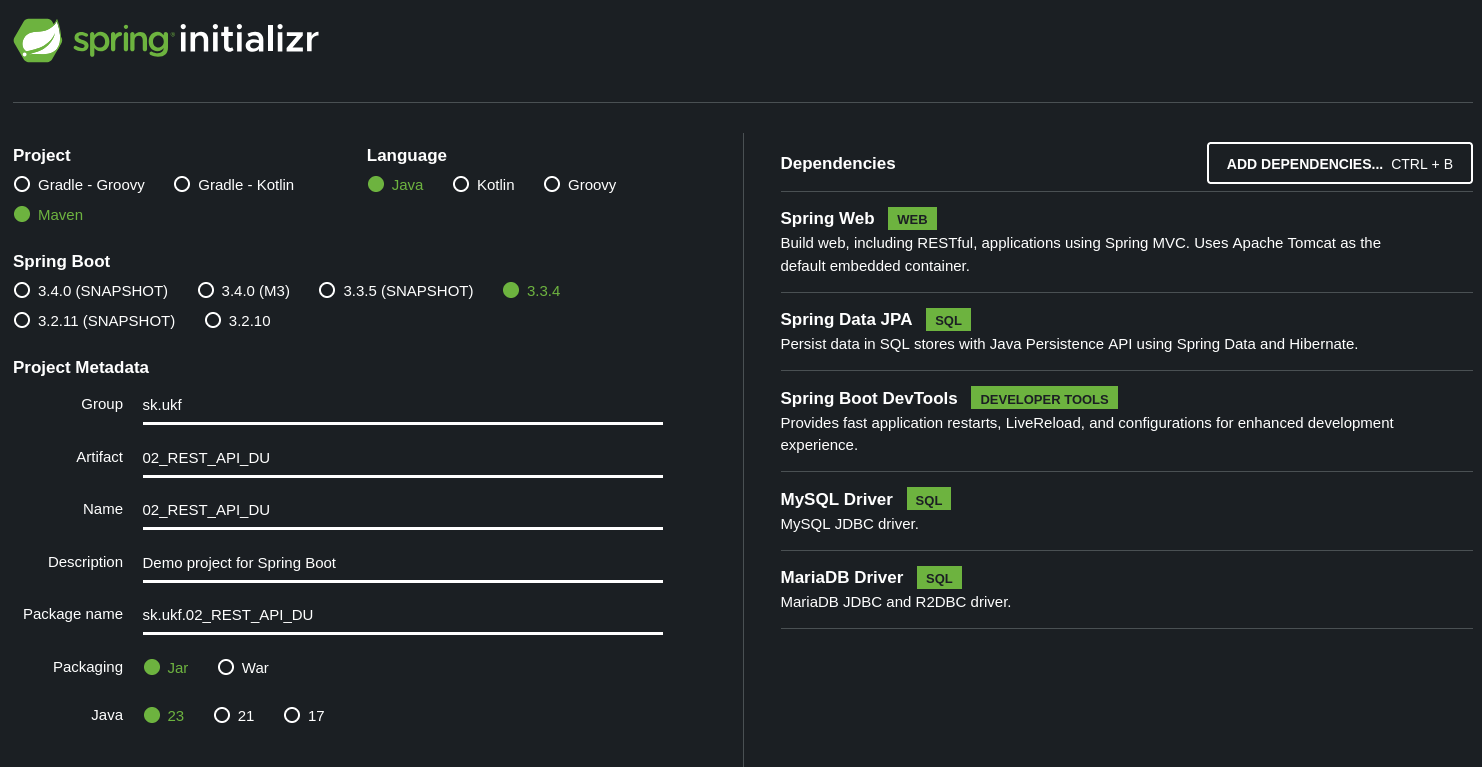 spring initializr
Project
Gradle - Groovy Gradle - Kotlin
Maven
Language
Java Kotlin Groovy
Spring Boot
3.4.0 (SNAPSHOT) 3.4.0 (M3) 3.3.5 (SNAPSHOT) 3.3.4
3.2.11 (SNAPSHOT) 3.2.10
Project Metadata
Group sk.ukf
Artifact 02_REST_API_DU
Name 02_REST_API_DU
Description Demo project for Spring Boot
Package name sk.ukf.02_REST_API_DU
Packaging Jar War
Java 23 21 17
Dependencies ADD DEPENDENCIES... CTRL + B
Spring Web WEB
Build web, including RESTful, applications using Spring MVC. Uses Apache Tomcat as the
default embedded container.
Spring Data JPA SQL
Persist data in SQL stores with Java Persistence API using Spring Data and Hibernate.
Spring Boot DevTools DEVELOPER TOOLS
Provides fast application restarts, LiveReload, and configurations for enhanced development
experience.
MySQL Driver SQL
MySQL JDBC driver.
MariaDB Driver SQL
MariaDB JDBC and R2DBC driver.